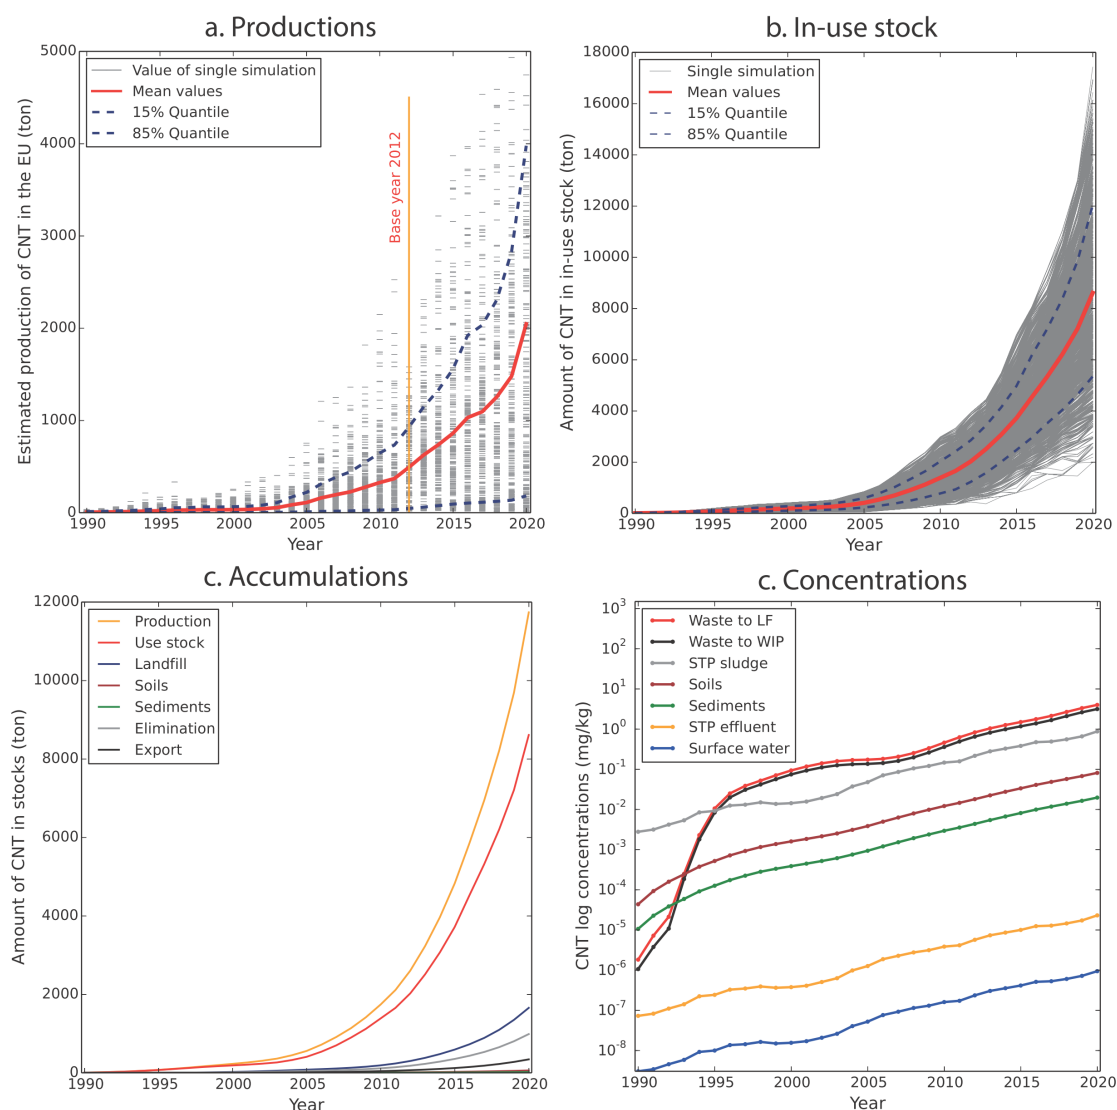 a. Productions
Estimated production of CNT in the EU (ton)
5000
4000
3000
2000
1000
0
Value of single simulation
Mean values
15% Quantile
85% Quantile
Base year 2012
1990 1995 2000 2005 2010 2015 2020
Year
b. In-use stock
Amount of CNT in in-use stock (ton)
18000
16000
14000
12000
10000
8000
6000
4000
2000
0
Single simulation
Mean values
15% Quantile
85% Quantile
1990 1995 2000 2005 2010 2015 2020
Year
c. Accumulations
Amount of CNT in stocks (ton)
12000
10000
8000
6000
4000
2000
0
Production
Use stock
Landfill
Soils
Sediments
Elimination
Export
1990 1995 2000 2005 2010 2015 2020
Year
c. Concentrations
CNT log concentrations (mg/kg)
10³
10²
10¹
10⁰
10⁻¹
10⁻²
10⁻³
10⁻⁴
10⁻⁵
10⁻⁶
10⁻⁷
10⁻⁸
Waste to LF
Waste to WIP
STP sludge
Soils
Sediments
STP effluent
Surface water
1990 1995 2000 2005 2010 2015 2020
Year